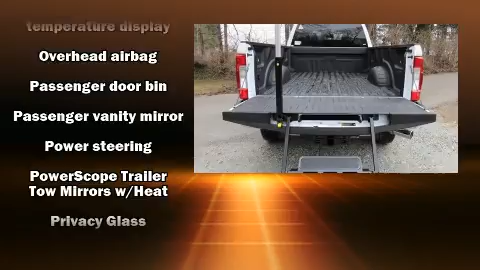 temperature display
Overhead airbag
Passenger door bin
Passenger vanity mirror
Power steering
PowerScope Trailer
Tow Mirrors w/Heat
Privacy Glass